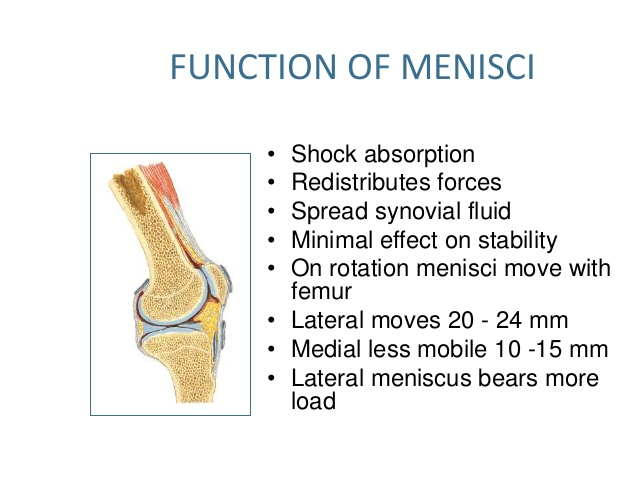 FUNCTION OF MENISCI
• Shock absorption
• Redistributes forces
• Spread synovial fluid
• Minimal effect on stability
• On rotation menisci move with
femur
• Lateral moves 20 - 24 mm
• Medial less mobile 10 -15 mm
• Lateral meniscus bears more
load